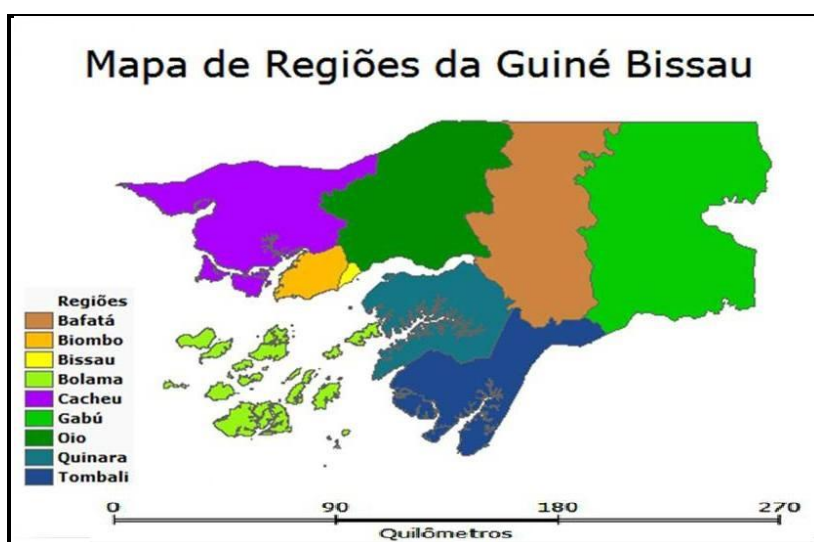 Mapa de Regiões da Guiné Bissau
Regiões
Bafatá
Biombo
Bissau
Bolama
Cacheu
Gabú
Oio
Quinara
Tombali
0 90 180 270
Quilômetros